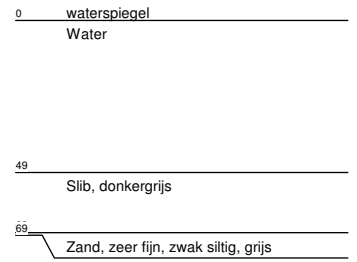 0 waterspiegel
Water
49
Slib, donkergrijs
69
Zand, zeer fijn, zwak siltig, grijs